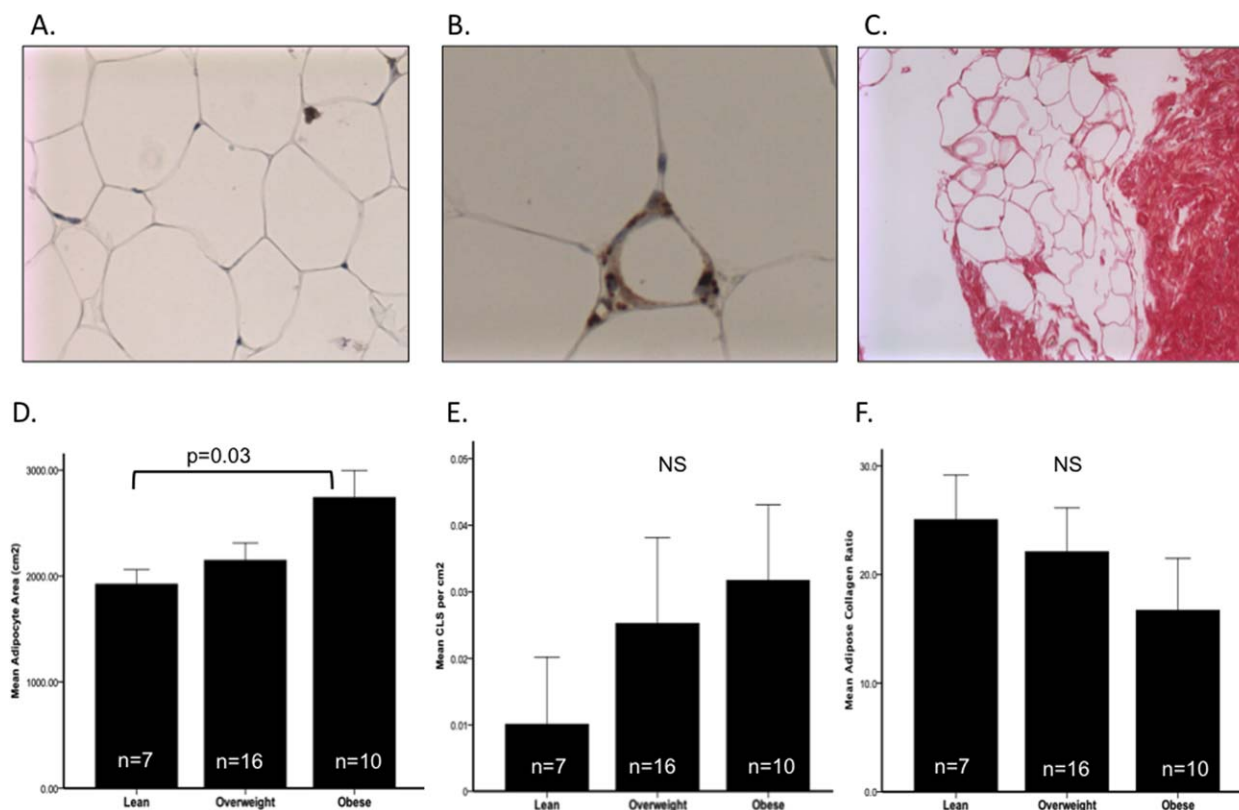 A.
B.
C.
D.
p=0.03
Mean Adipocyte Area (cm2)
3000.00
2000.00
1000.00
0.00
n=7
n=16
n=10
Lean
Overweight
Obese
E.
NS
Mean CLS per cm2
0.05
0.04
0.03
0.02
0.01
0
n=7
n=16
n=10
Lean
Overweight
Obese
F.
NS
Mean Adipose Collagen Ratio
30.0
20.0
10.0
0.0
n=7
n=16
n=10
Lean
Overweight
Obese